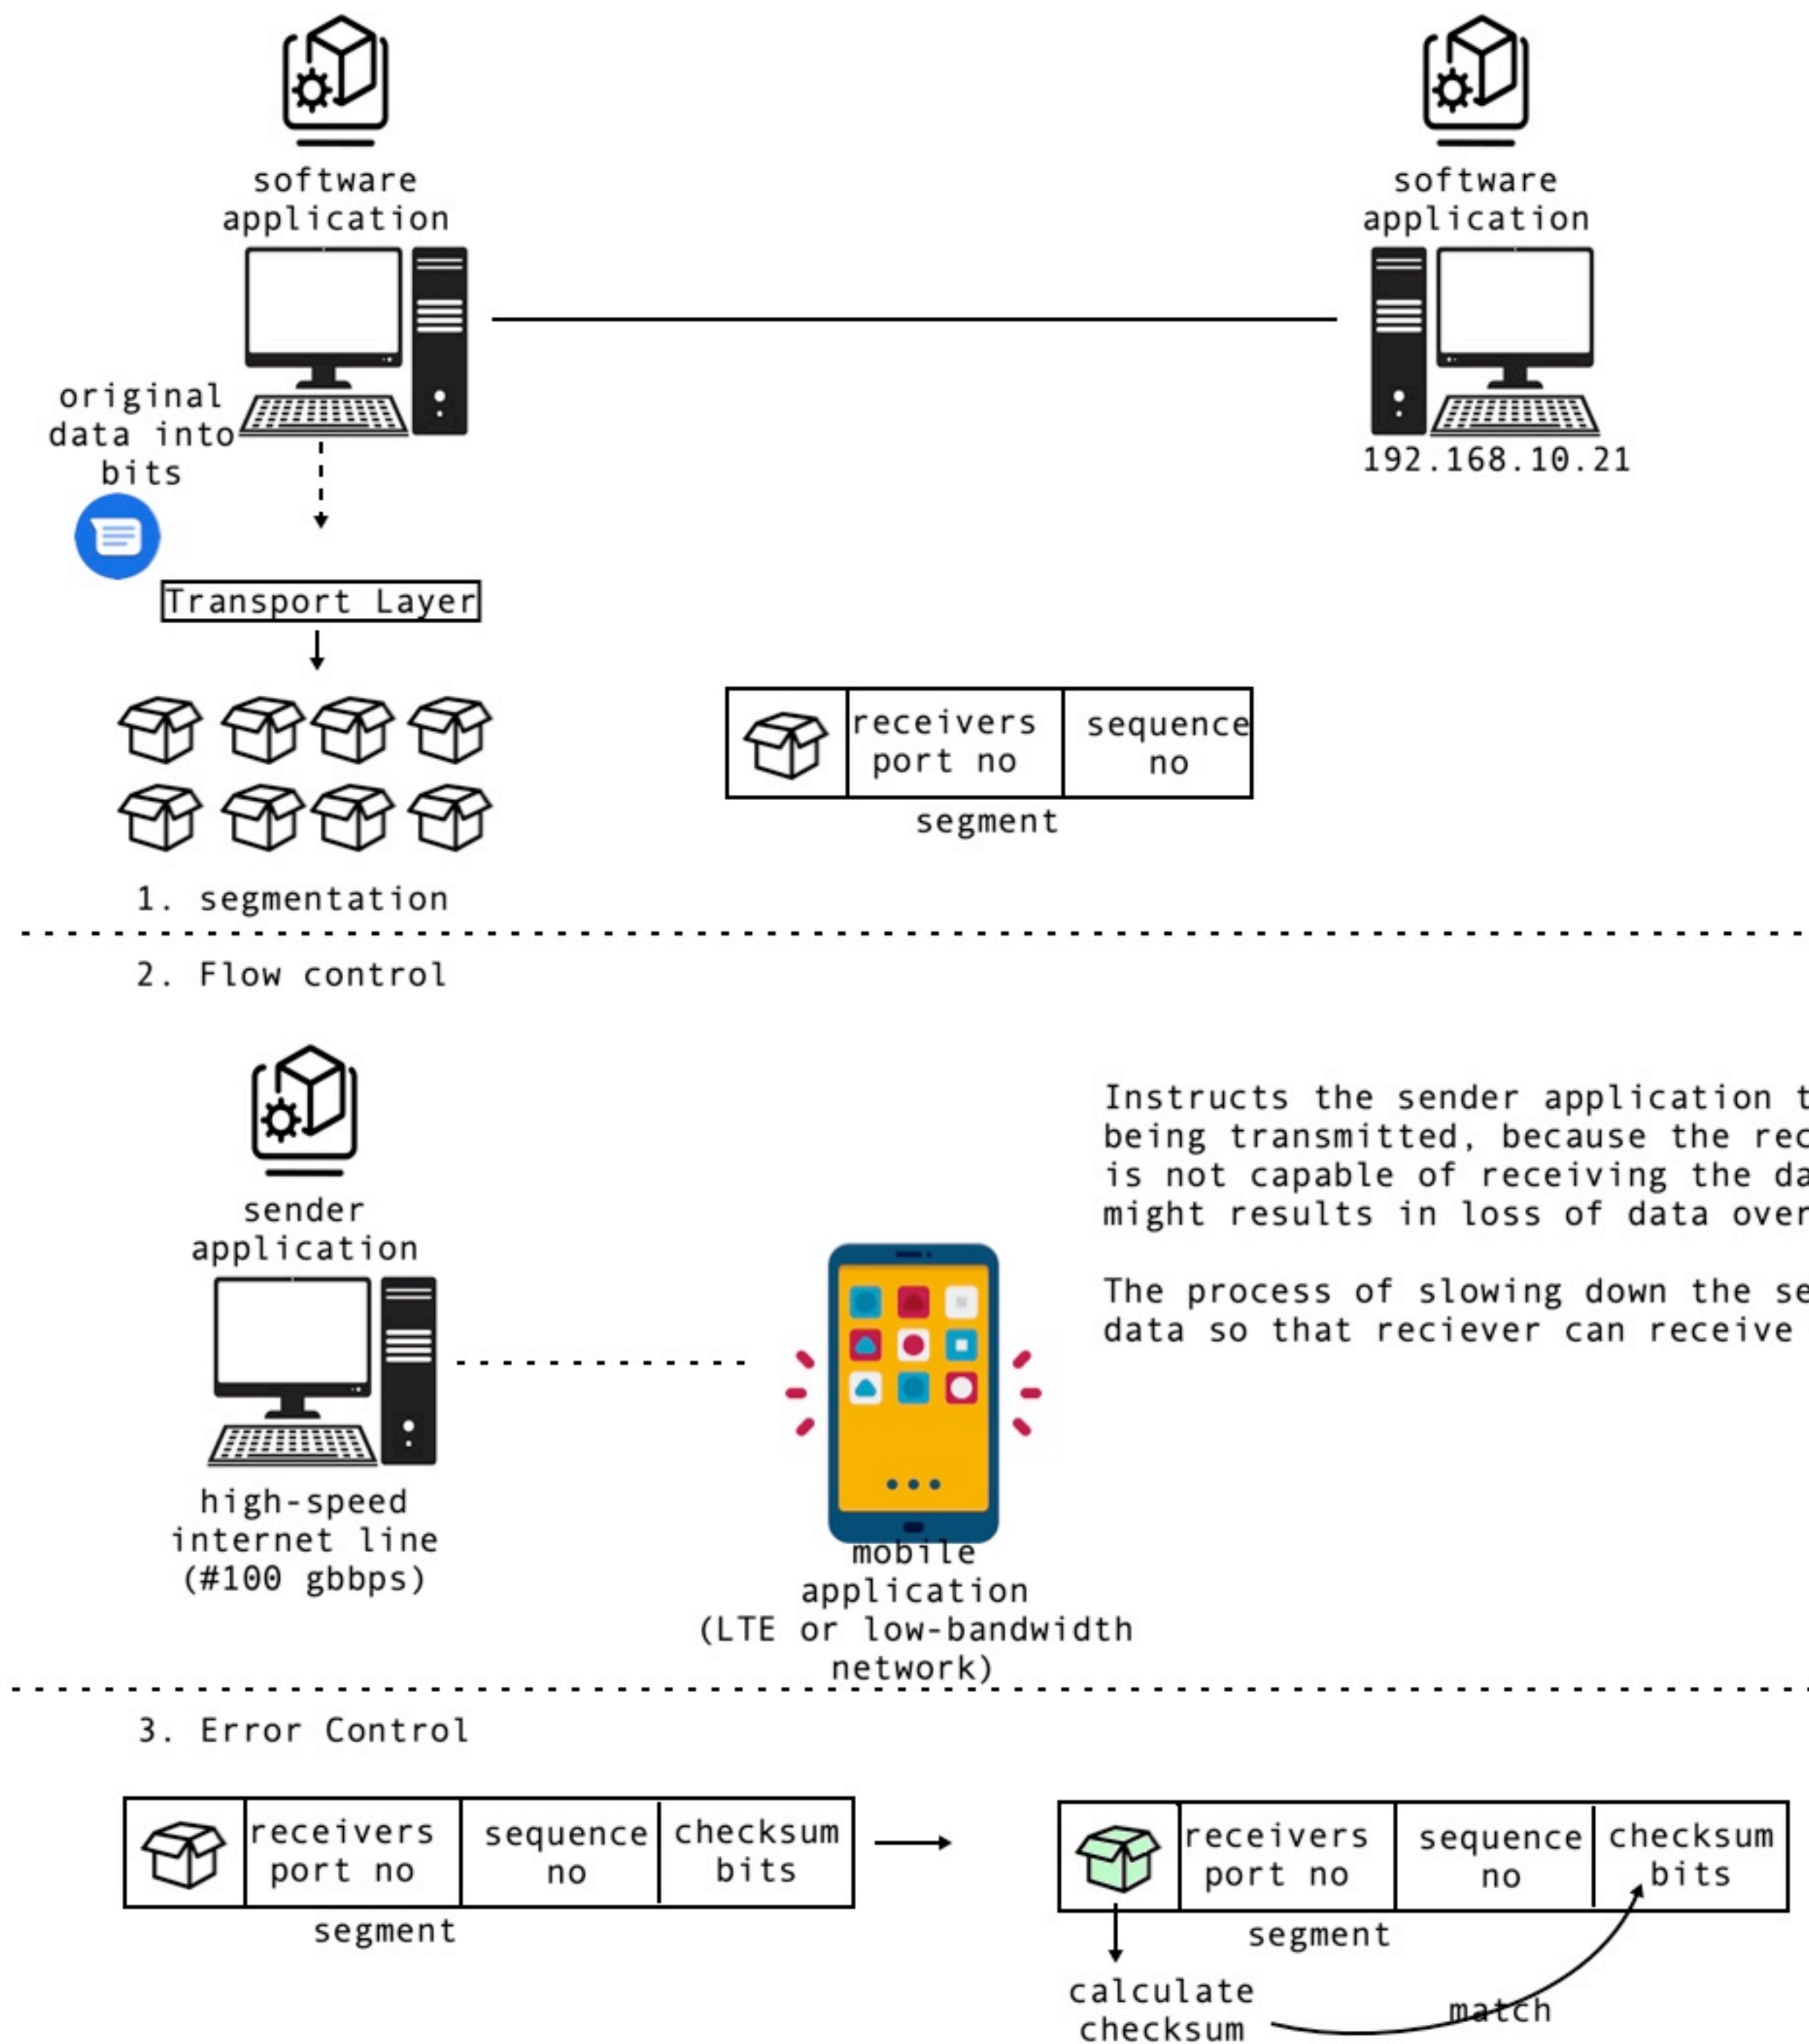 software
application
software
application
original
data into
bits
192.168.10.21
Transport Layer
receivers
port no
sequence
no
segment
1. segmentation
2. Flow control
sender
application
high-speed
internet line
(#100 gbbps)
mobile
application
(LTE or low-bandwidth
network)
Instructs the sender application
being transmitted, because the
is not capable of receiving the
might results in loss of data over
The process of slowing down the
data so that reciever can receive
3. Error Control
receivers
port no
sequence
no
checksum
bits
segment
receivers
port no
sequence
no
checksum
bits
segment
calculate
checksum
match